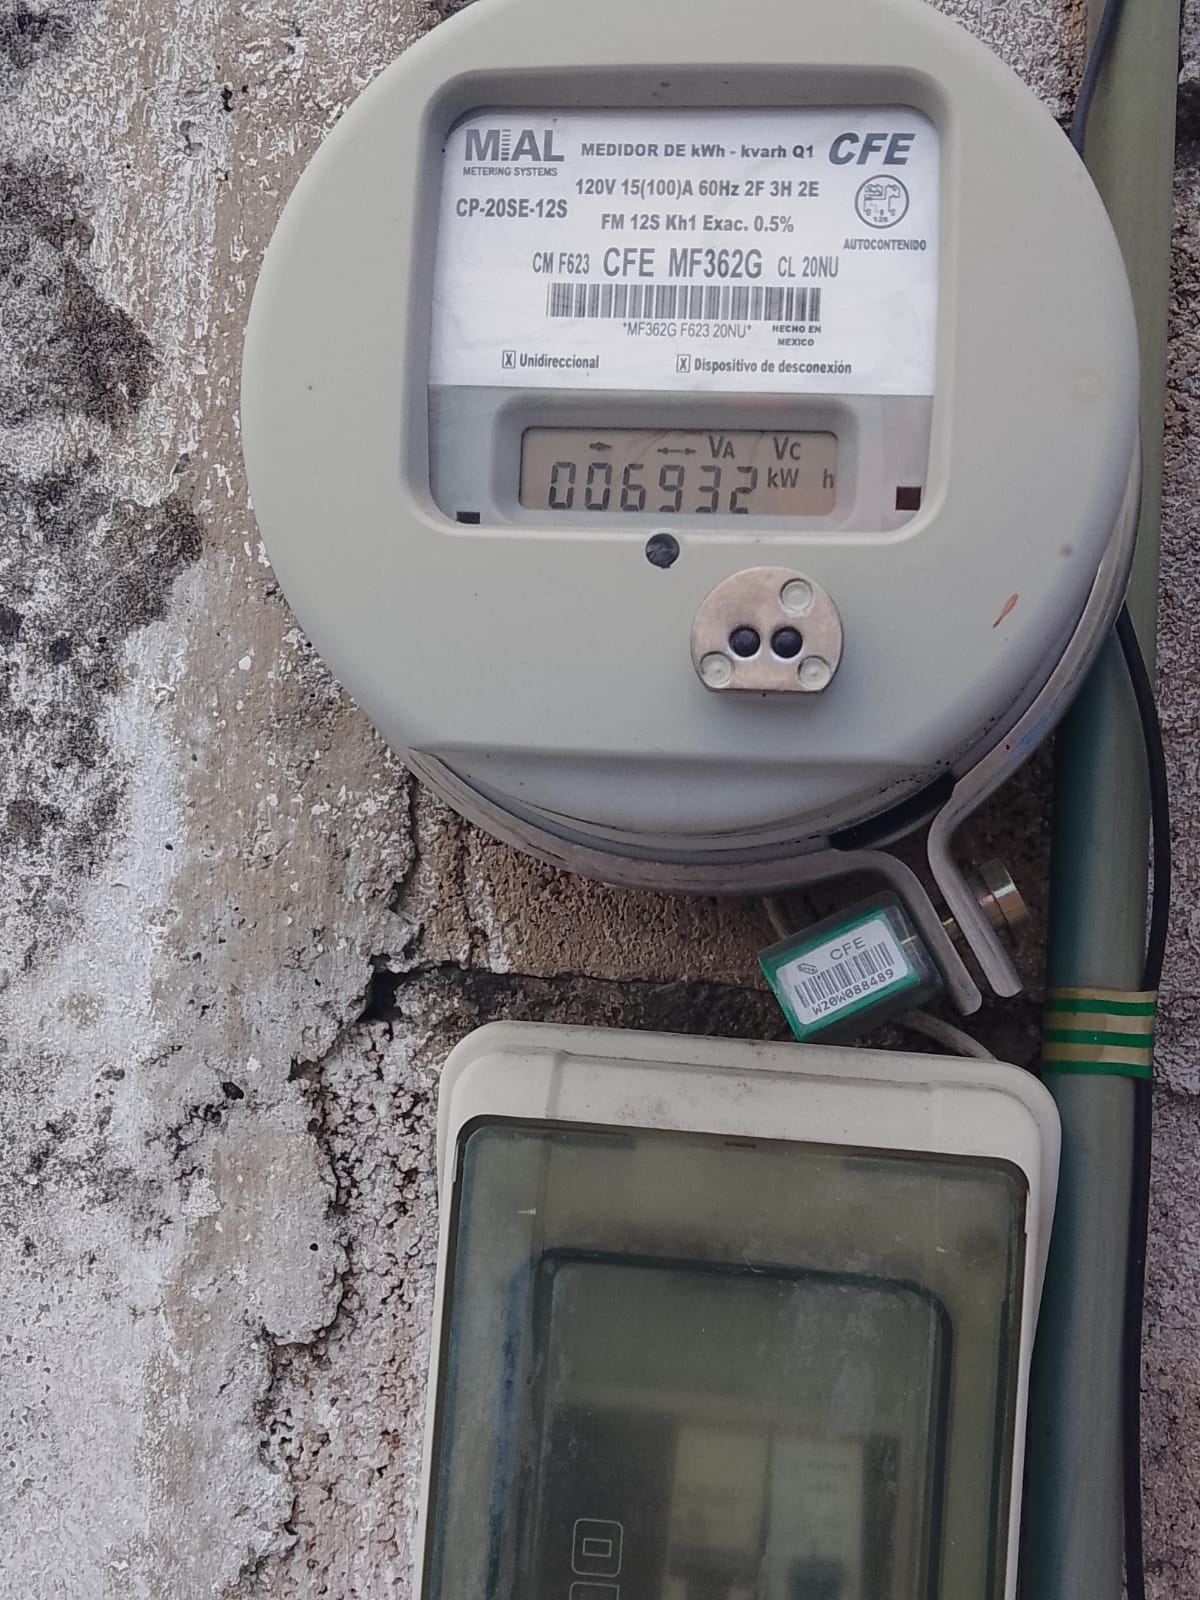 MIAL
METERING SYSTEMS
MEDIDOR DE kWh - kvarh Q1
CFE
120V 15(100)A 60Hz 2F 3H 2E
CP-20SE-12S
FM 12S Kh1 Exac. 0.5%
12S
AUTOCONTENIDO
CM F623 CFE MF362G CL 20NU
*MF362G F623 20NU*
HECHO EN
MEXICO
X Unidireccional
X Dispositivo de desconexión
VA VC
006932 kW h
CFE
W20W088489